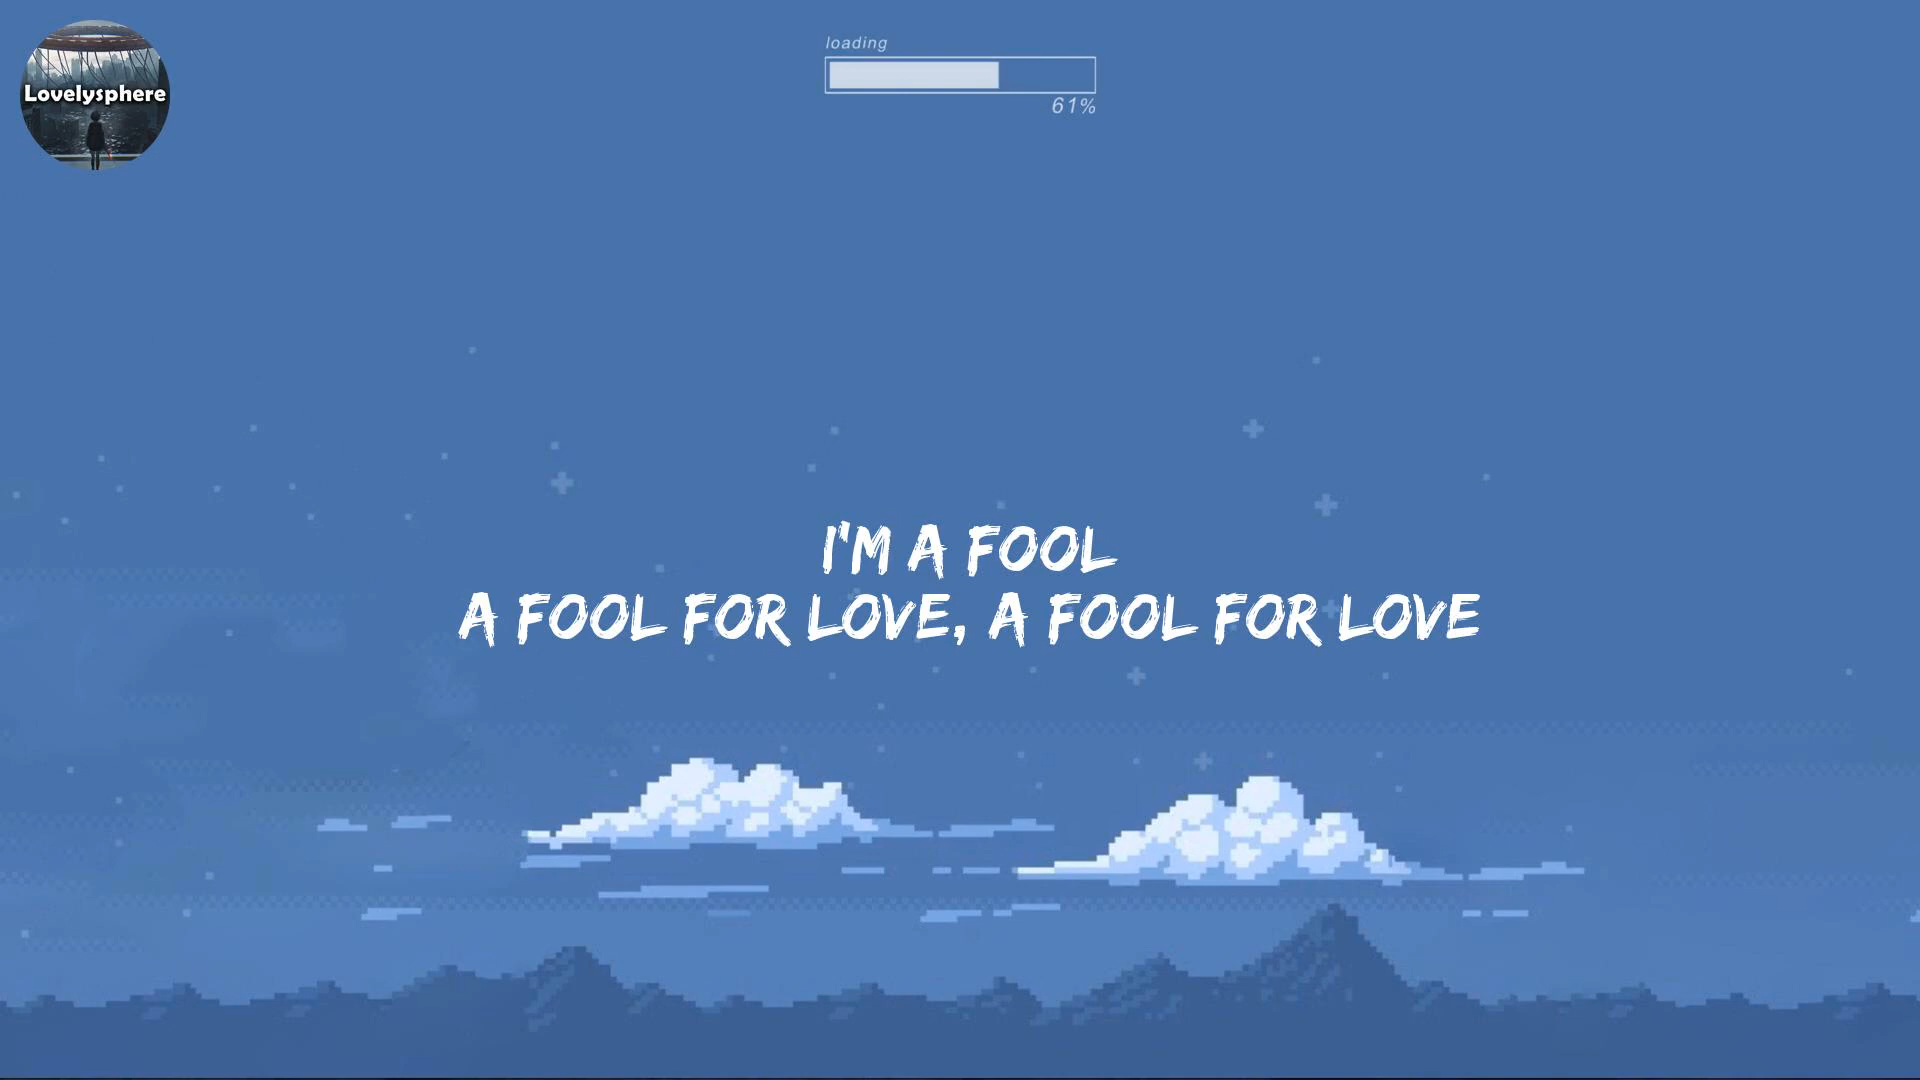 Lovelysphere
loading
61%
I'M A FOOL
A FOOL FOR LOVE, A FOOL FOR LOVE